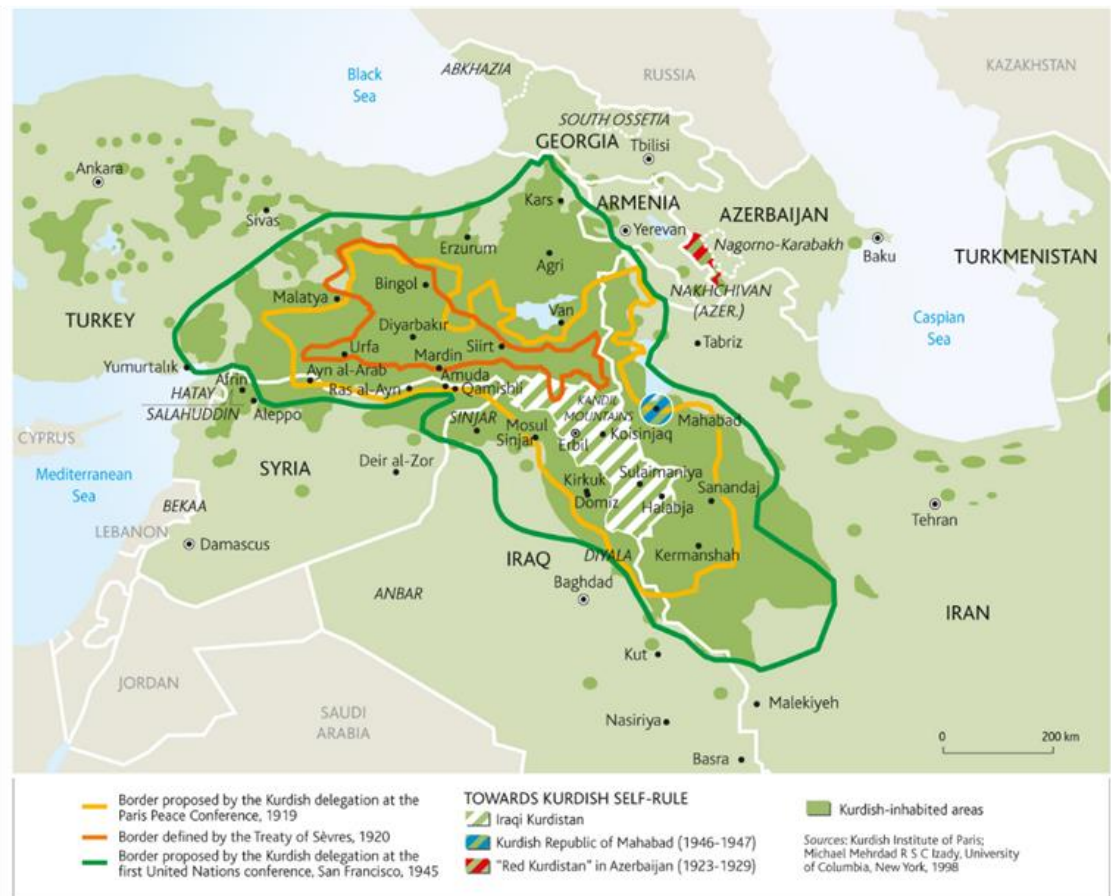 Black
Sea
ABKHAZIA
RUSSIA
KAZAKHSTAN
SOUTH OSSETIA
GEORGIA
Tbilisi
Ankara
Sivas
Kars
ARMENIA
Yerevan
AZERBAIJAN
Nagorno-Karabakh
Baku
TURKMENISTAN
Erzurum
Agri
Bingol
NAKHCHIVAN
(AZER.)
Malatya
Van
TURKEY
Diyarbakır
Caspian
Sea
Tabriz
Urfa
Mardin
Siirt
Yumurtalık
Ayn al-Arab
Amuda
Afrin
Ras al-Ayn
Qamishli
HATAY
SALAHUDDIN
Aleppo
KANDIL
MOUNTAINS
Mahabad
SINJAR
Mosul
Sinjar
Erbil
Koisinjaq
CYPRUS
SYRIA
Deir al-Zor
Mediterranean
Sea
Kirkuk
Domiz
Sulaimaniya
Halabja
Sanandaj
Tehran
BEKAA
LEBANON
Damascus
IRAQ
DIYALA
Kermanshah
ANBAR
Baghdad
IRAN
Kut
JORDAN
SAUDI
ARABIA
Malekiyeh
Nasiriya
Basra
0 200 km
Border proposed by the Kurdish delegation at the
Paris Peace Conference, 1919
Border defined by the Treaty of Sèvres, 1920
Border proposed by the Kurdish delegation at the
first United Nations conference, San Francisco, 1945
TOWARDS KURDISH SELF-RULE
Iraqi Kurdistan
Kurdish Republic of Mahabad (1946-1947)
"Red Kurdistan" in Azerbaijan (1923-1929)
Kurdish-inhabited areas
Sources: Kurdish Institute of Paris;
Michael Mehrdad R S C Izady, University
of Columbia, New York, 1998